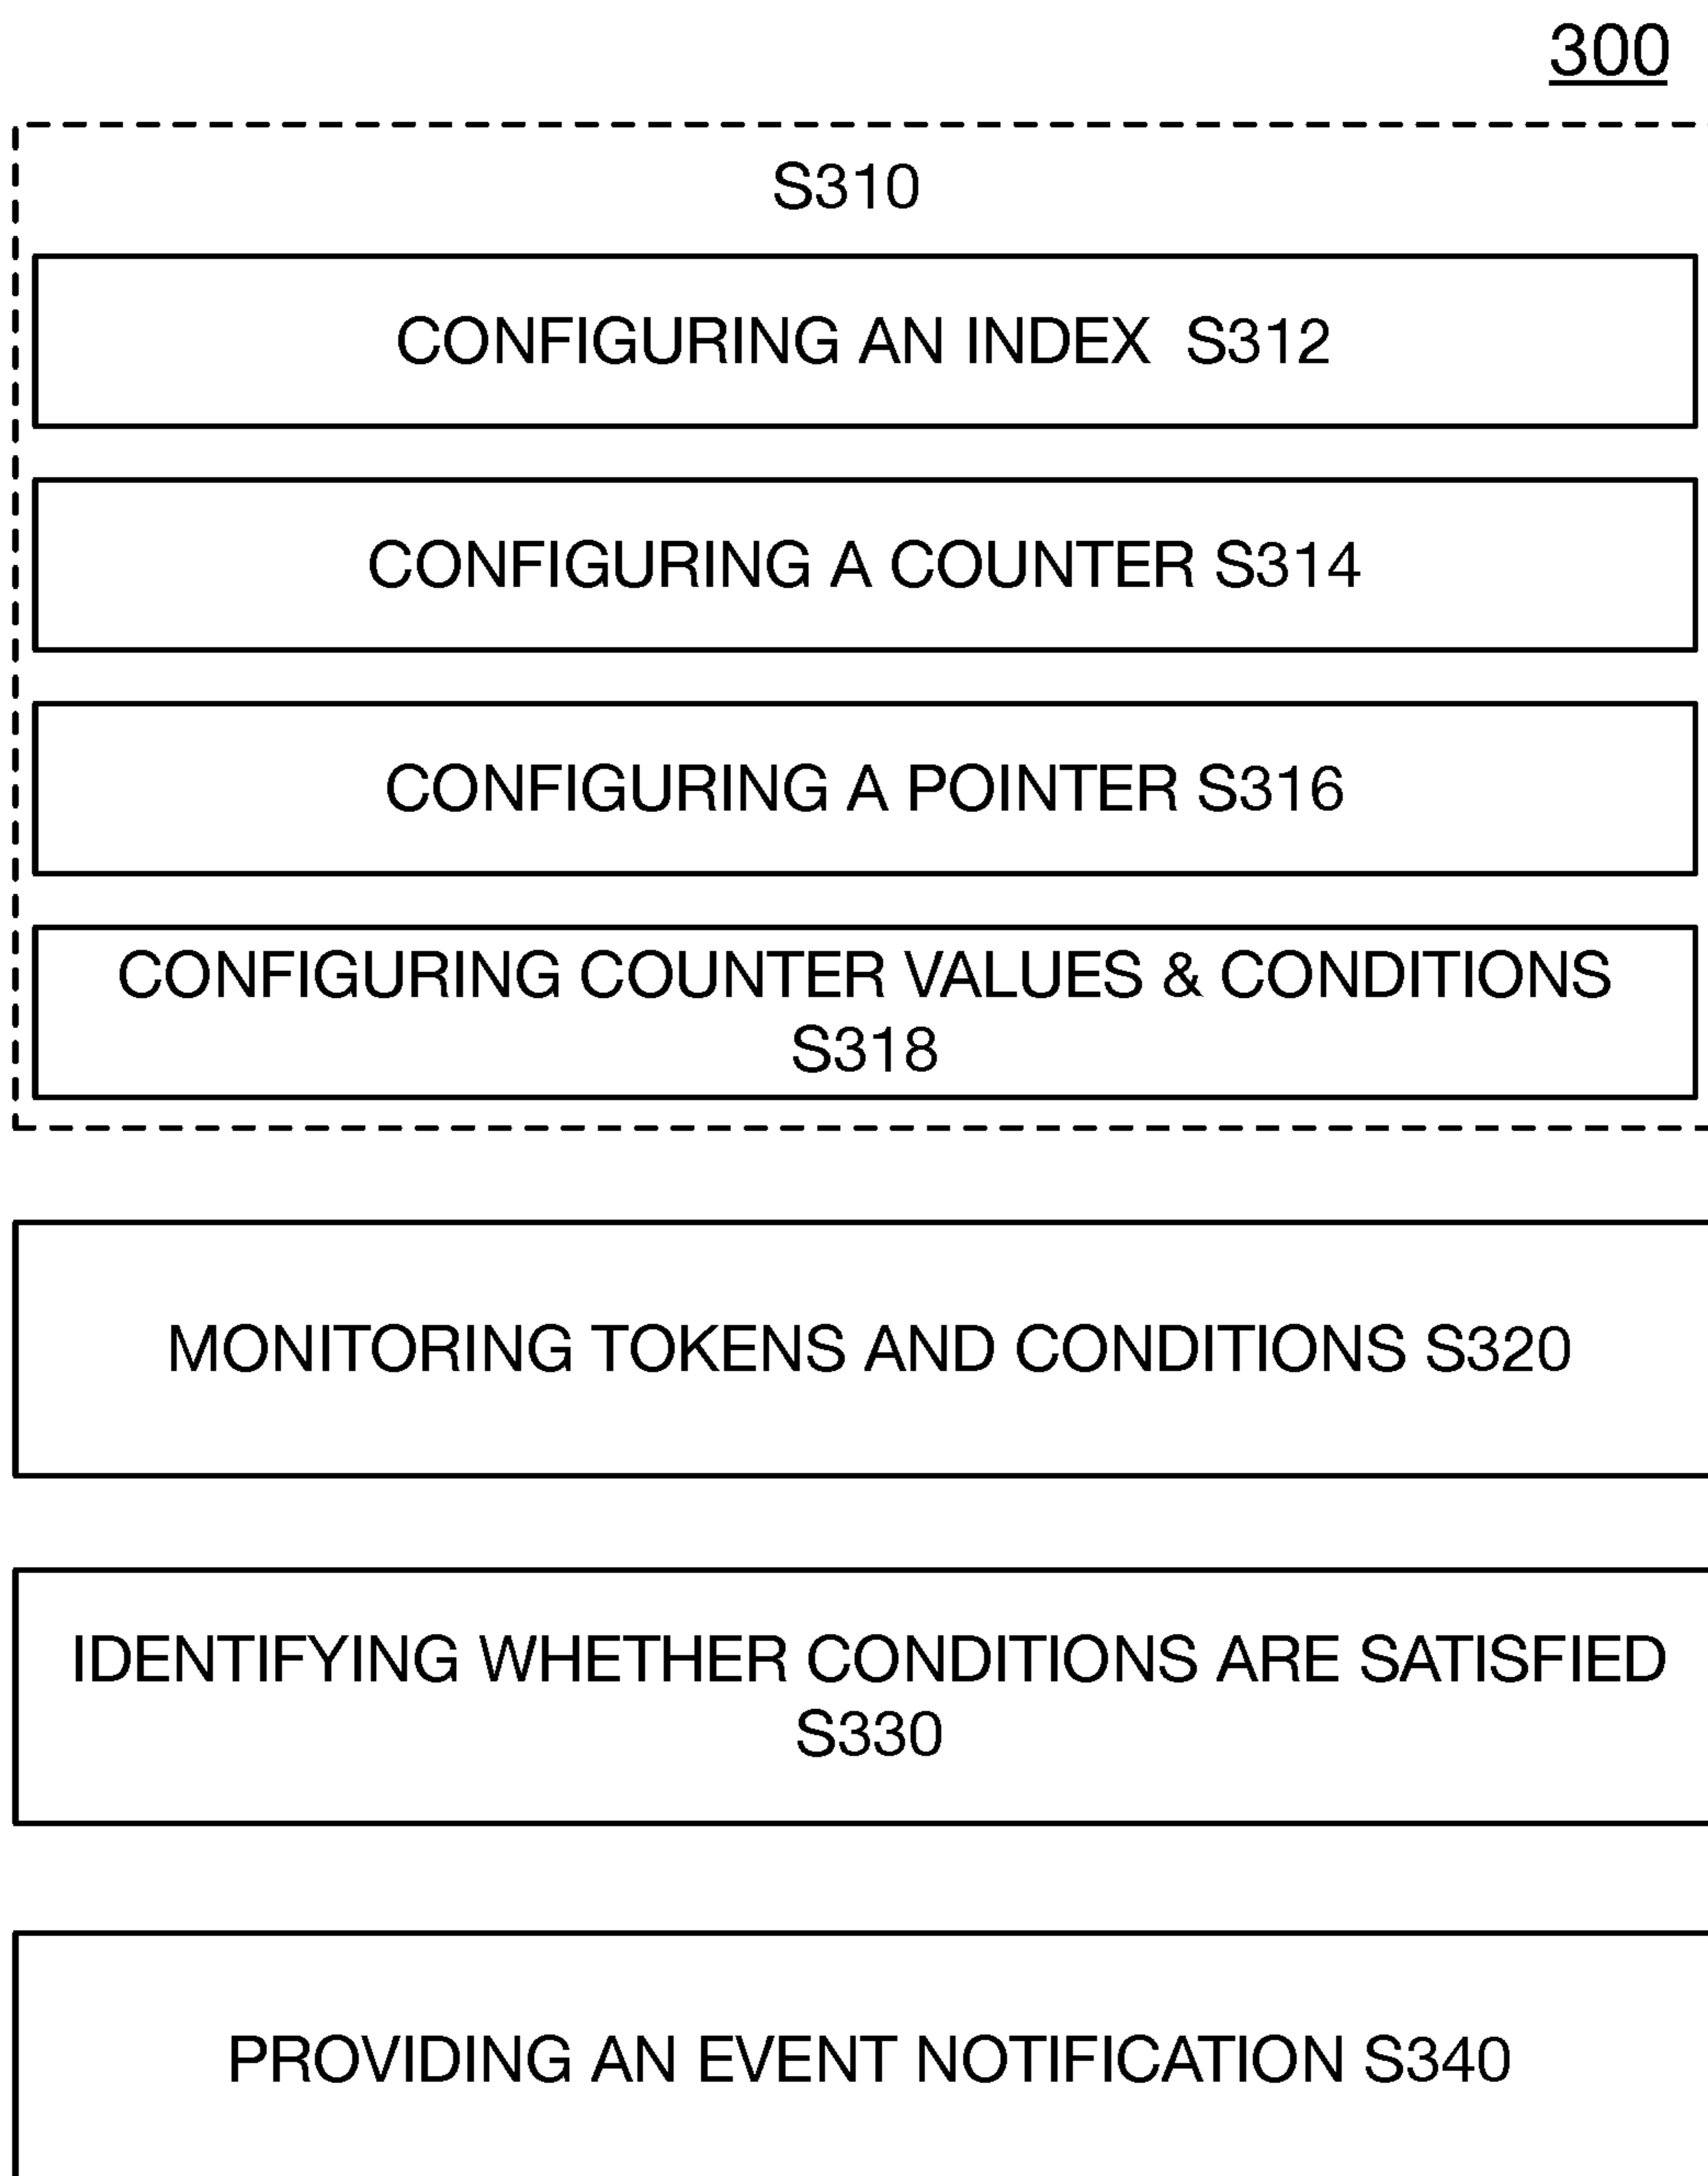 300
S310
CONFIGURING AN INDEX S312
CONFIGURING A COUNTER S314
CONFIGURING A POINTER S316
CONFIGURING COUNTER VALUES & CONDITIONS
S318
MONITORING TOKENS AND CONDITIONS S320
IDENTIFYING WHETHER CONDITIONS ARE SATISFIED
S330
PROVIDING AN EVENT NOTIFICATION S340